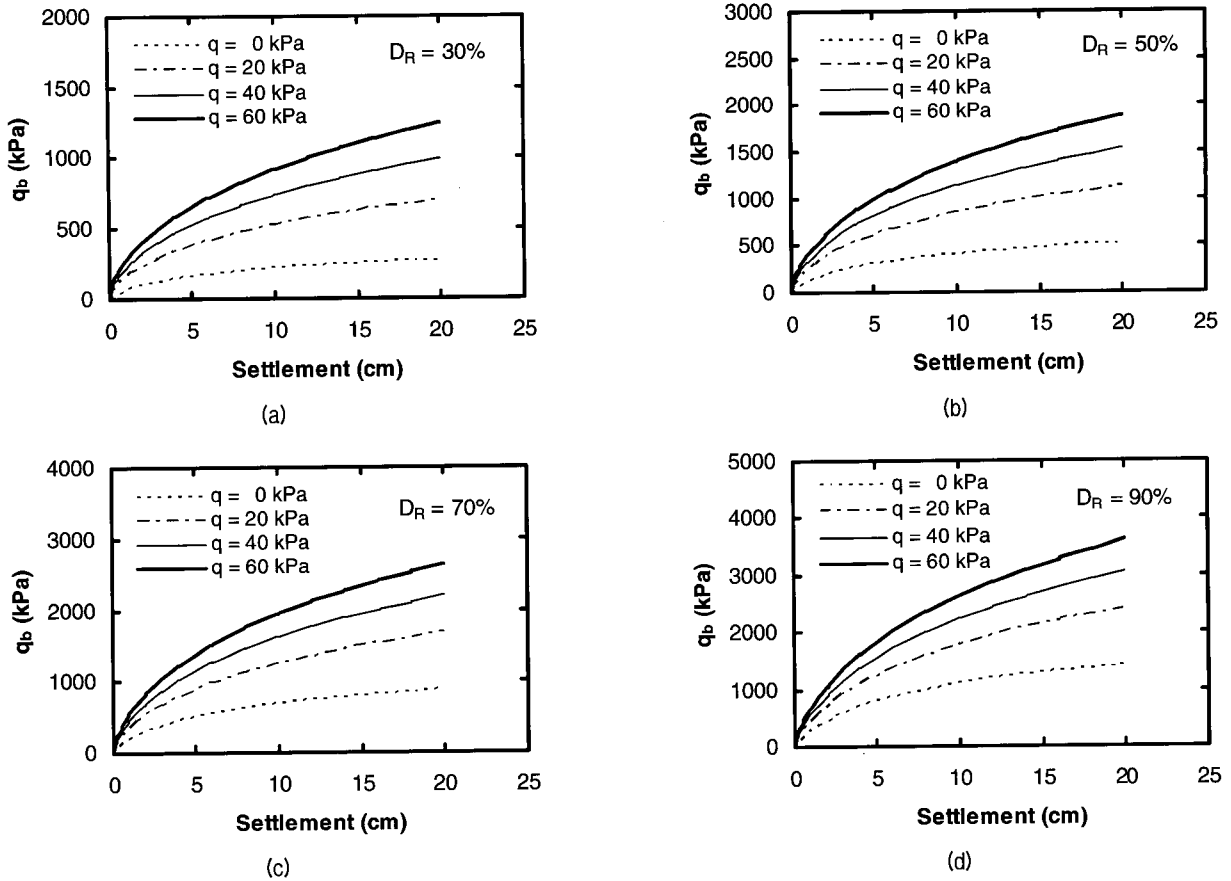 2000
1500
1000
500
0
q_b (kPa)
q = 0 kPa
q = 20 kPa
q = 40 kPa
q = 60 kPa
D_R = 30%
0 5 10 15 20 25
Settlement (cm)
(a)
3000
2500
2000
1500
1000
500
0
q_b (kPa)
q = 0 kPa
q = 20 kPa
q = 40 kPa
q = 60 kPa
D_R = 50%
0 5 10 15 20 25
Settlement (cm)
(b)
4000
3000
2000
1000
0
q_b (kPa)
q = 0 kPa
q = 20 kPa
q = 40 kPa
q = 60 kPa
D_R = 70%
0 5 10 15 20 25
Settlement (cm)
(c)
5000
4000
3000
2000
1000
0
q_b (kPa)
q = 0 kPa
q = 20 kPa
q = 40 kPa
q = 60 kPa
D_R = 90%
0 5 10 15 20 25
Settlement (cm)
(d)